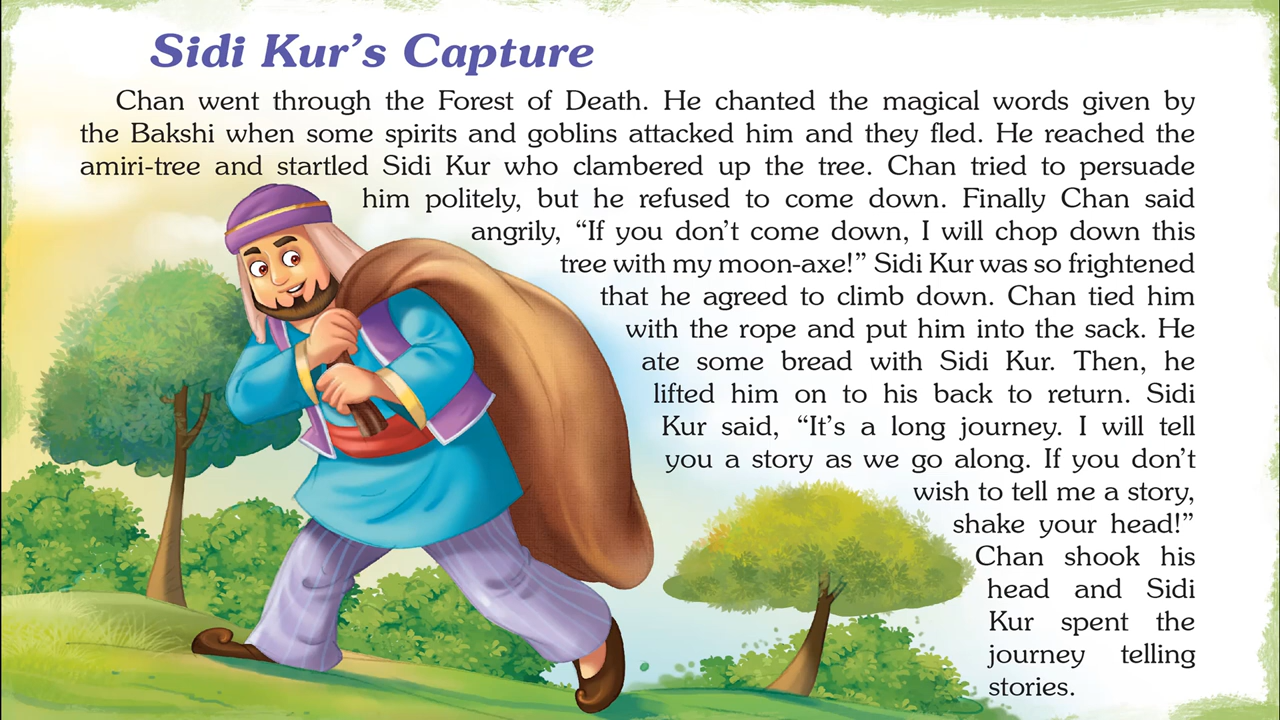 Sidi Kur’s Capture
Chan went through the Forest of Death. He chanted the magical words given by
the Bakshi when some spirits and goblins attacked him and they fled. He reached the
amiri-tree and startled Sidi Kur who clambered up the tree. Chan tried to persuade
him politely, but he refused to come down. Finally Chan said
angrily, “If you don’t come down, I will chop down this
tree with my moon-axe!” Sidi Kur was so frightened
that he agreed to climb down. Chan tied him
with the rope and put him into the sack. He
ate some bread with Sidi Kur. Then, he
lifted him on to his back to return. Sidi
Kur said, “It’s a long journey. I will tell
you a story as we go along. If you don’t
wish to tell me a story,
shake your head!”
Chan shook his
head and Sidi
Kur spent the
journey telling
stories.